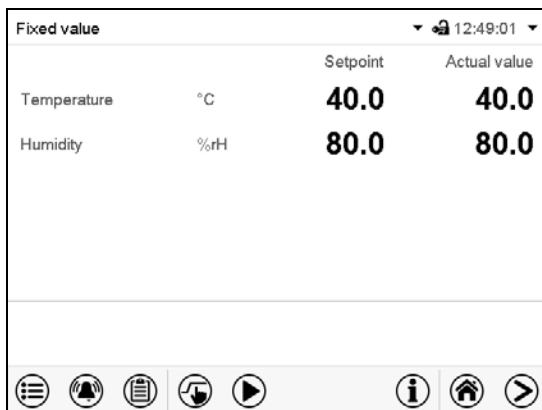 Fixed value 12:49:01
Setpoint Actual value
Temperature °C 40.0 40.0
Humidity %rH 80.0 80.0